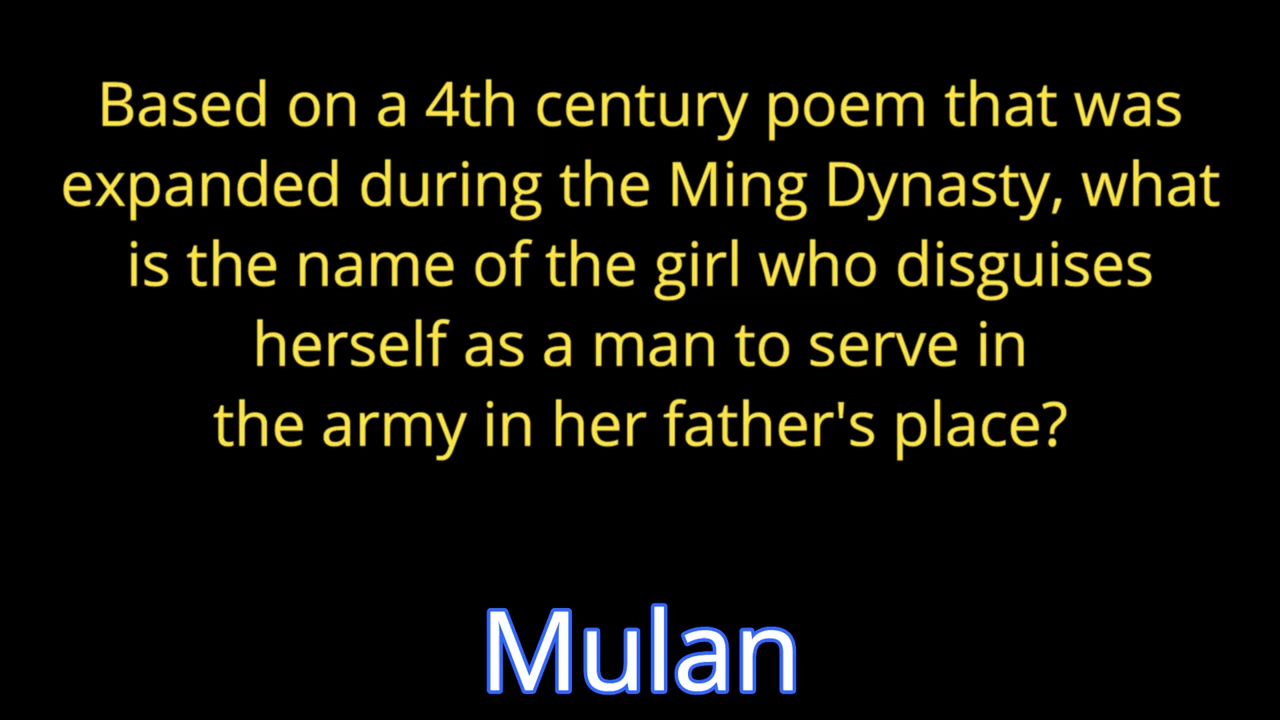 Based on a 4th century poem that was
expanded during the Ming Dynasty, what
is the name of the girl who disguises
herself as a man to serve in
the army in her father's place?
Mulan